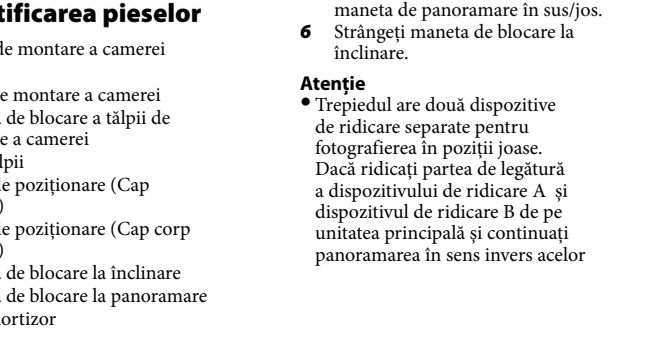 tificarea pieselor
de montare a camerei
e montare a camerei
de blocare a tălpii de
e a camerei
lpii
de poziționare (Cap
)
de poziționare (Cap corp
)
de blocare la înclinare
de blocare la panoramare
ortizor
maneta de panoramare în sus/jos.
6 Strângeți maneta de blocare la
înclinare.
Atenție
• Trepiedul are două dispozitive
de ridicare separate pentru
fotografierea în poziții joase.
Dacă ridicați partea de legătură
a dispozitivului de ridicare A și
dispozitivul de ridicare B de pe
unitatea principală și continuați
panoramarea în sens invers acelor